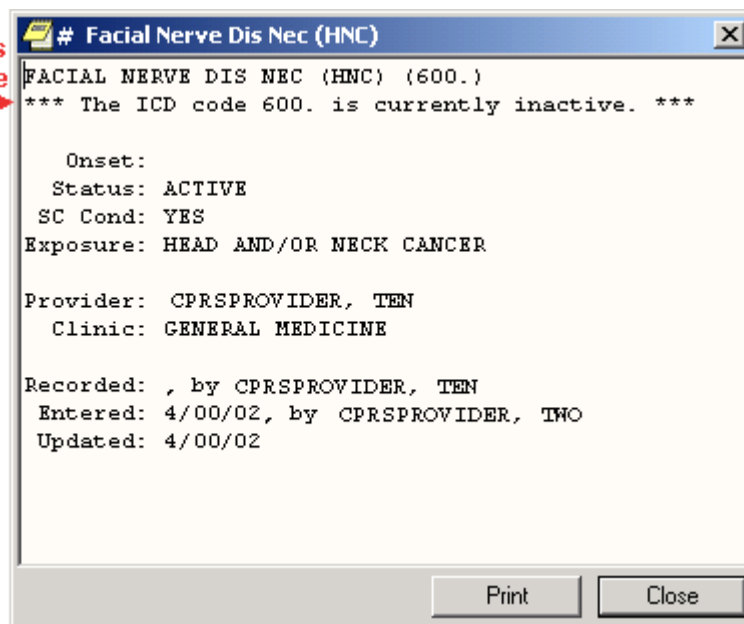 # Facial Nerve Dis Nec (HNC)
FACIAL NERVE DIS NEC (HNC) (600.)
*** The ICD code 600. is currently inactive. ***
Onset:
Status: ACTIVE
SC Cond: YES
Exposure: HEAD AND/OR NECK CANCER
Provider: CPRSPROVIDER, TEN
Clinic: GENERAL MEDICINE
Recorded: , by CPRSPROVIDER, TEN
Entered: 4/00/02, by CPRSPROVIDER, TWO
Updated: 4/00/02
Print Close